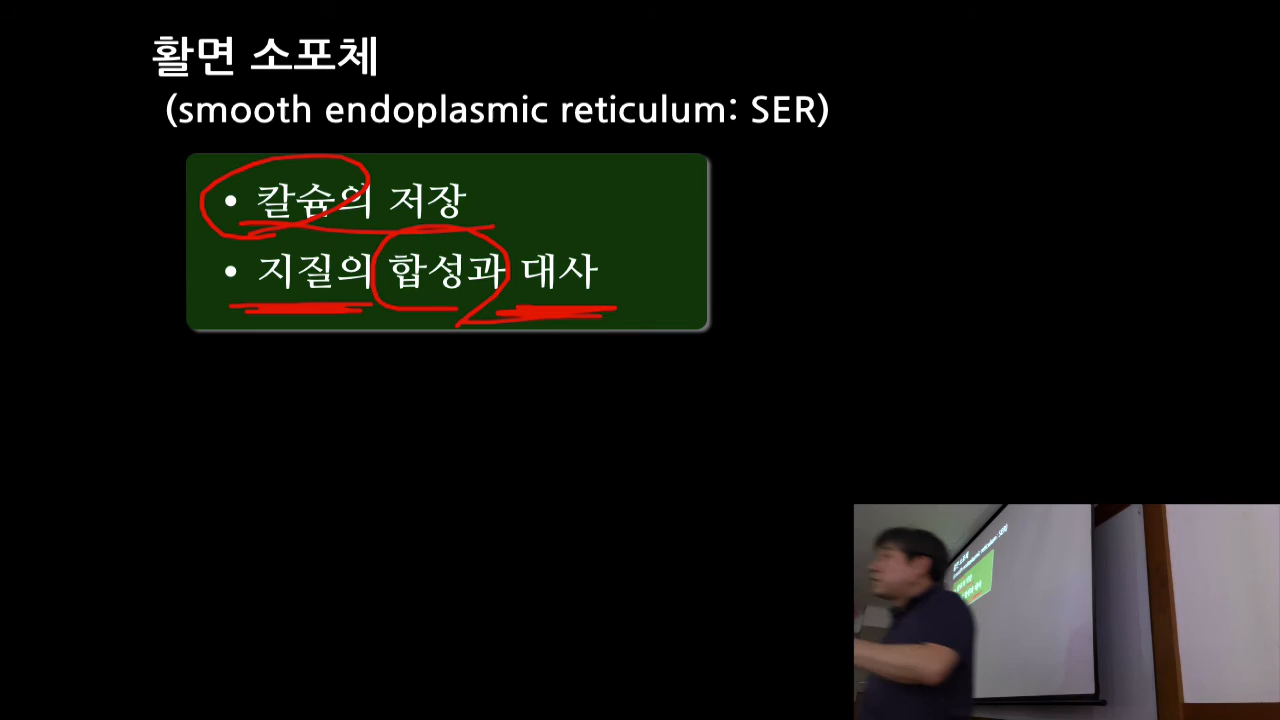 활면 소포체
(smooth endoplasmic reticulum: SER)
• 칼슘의 저장
• 지질의 합성과 대사